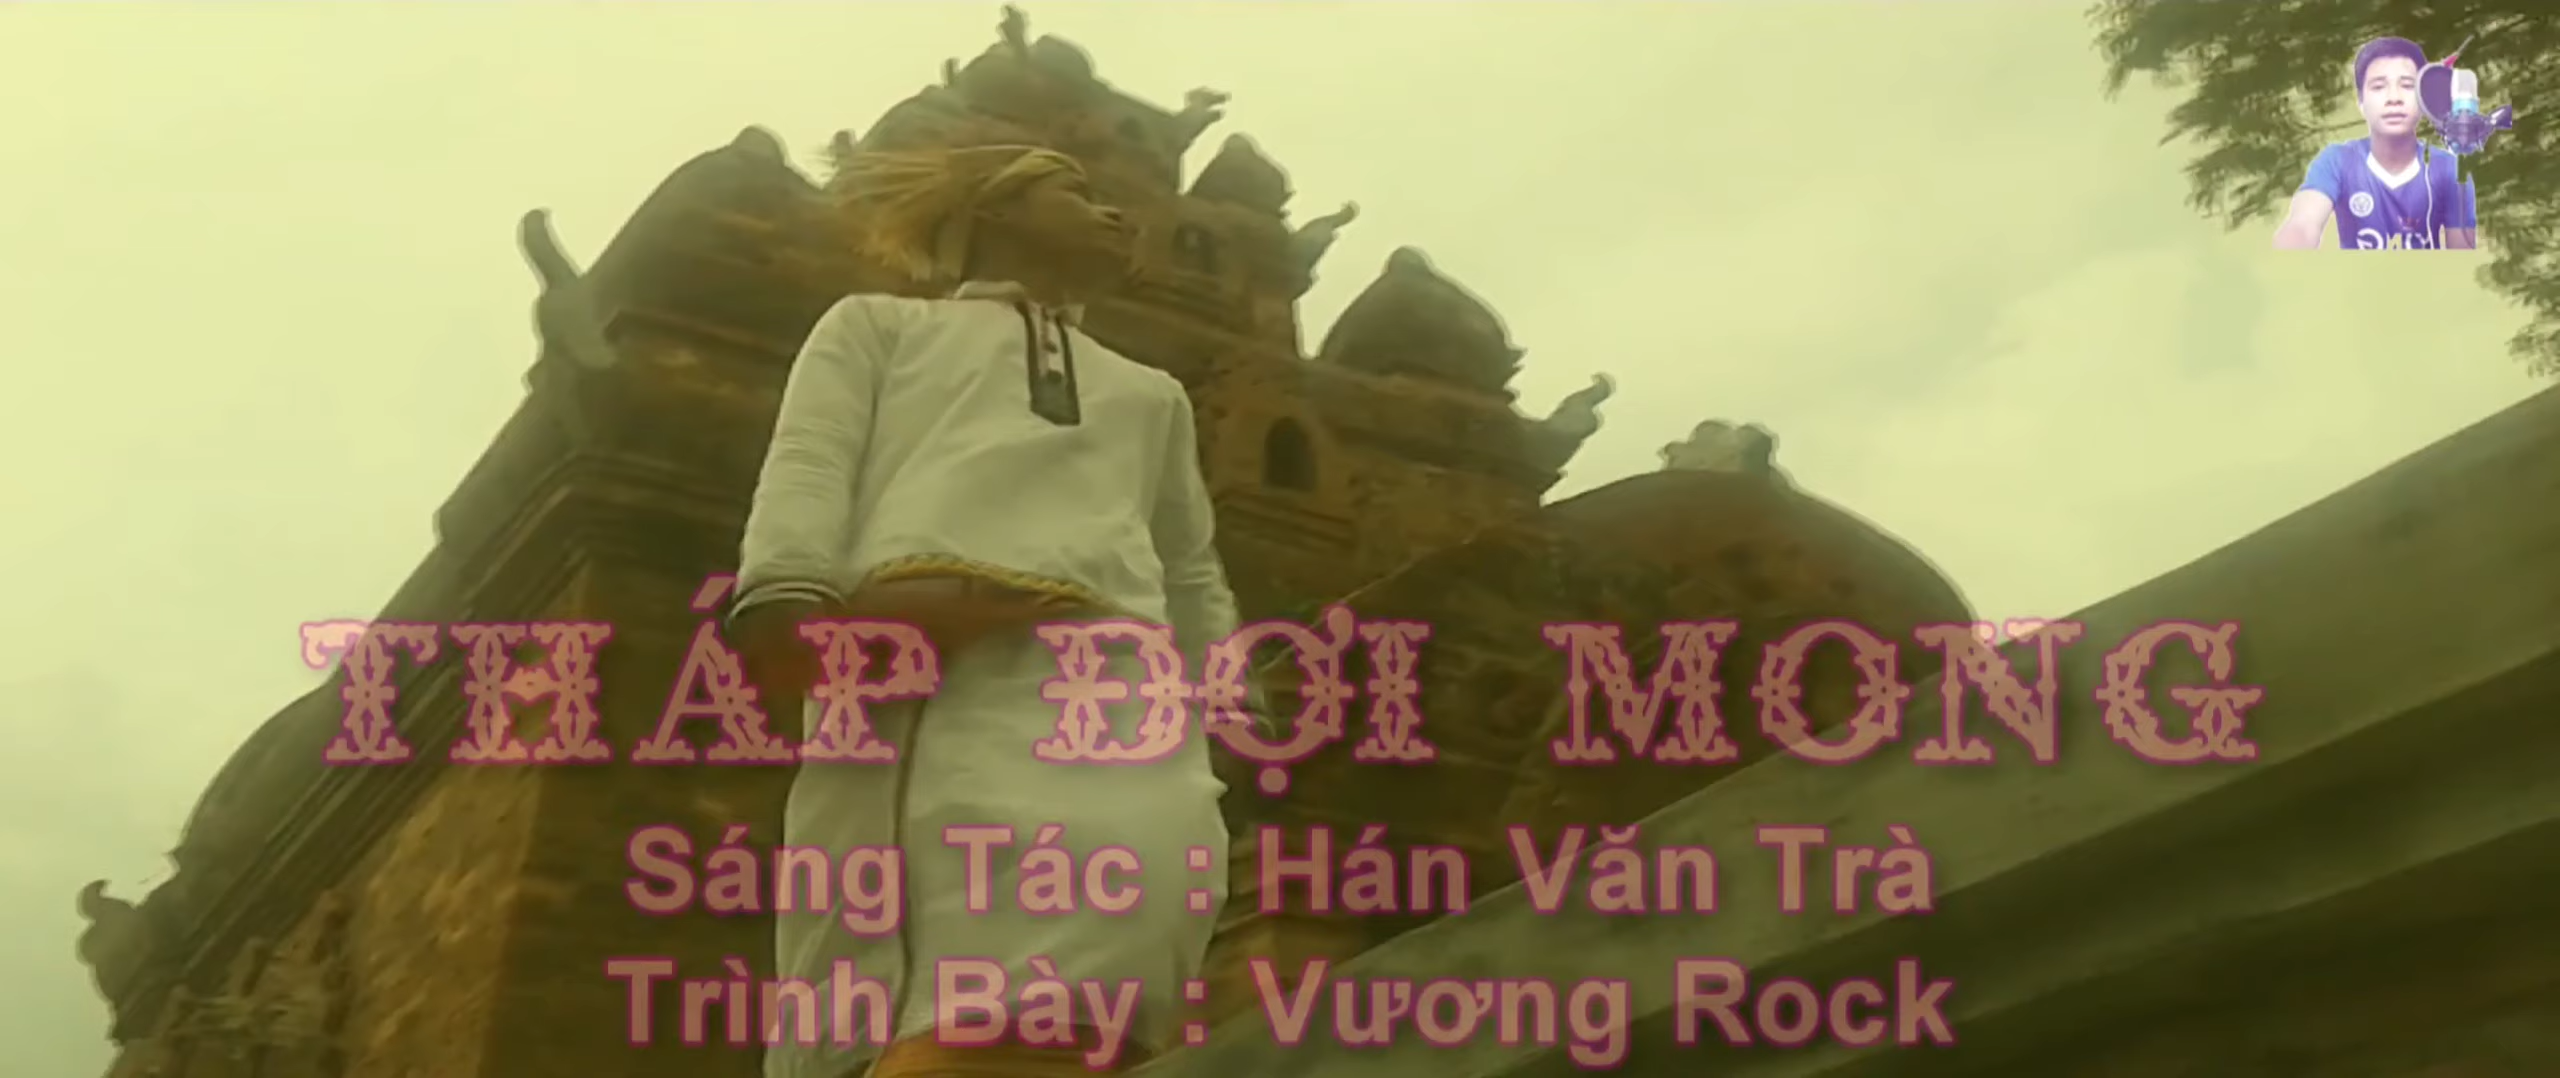 THÁP ĐỢI MONG
Sáng Tác : Hán Văn Trà
Trình Bày : Vương Rock